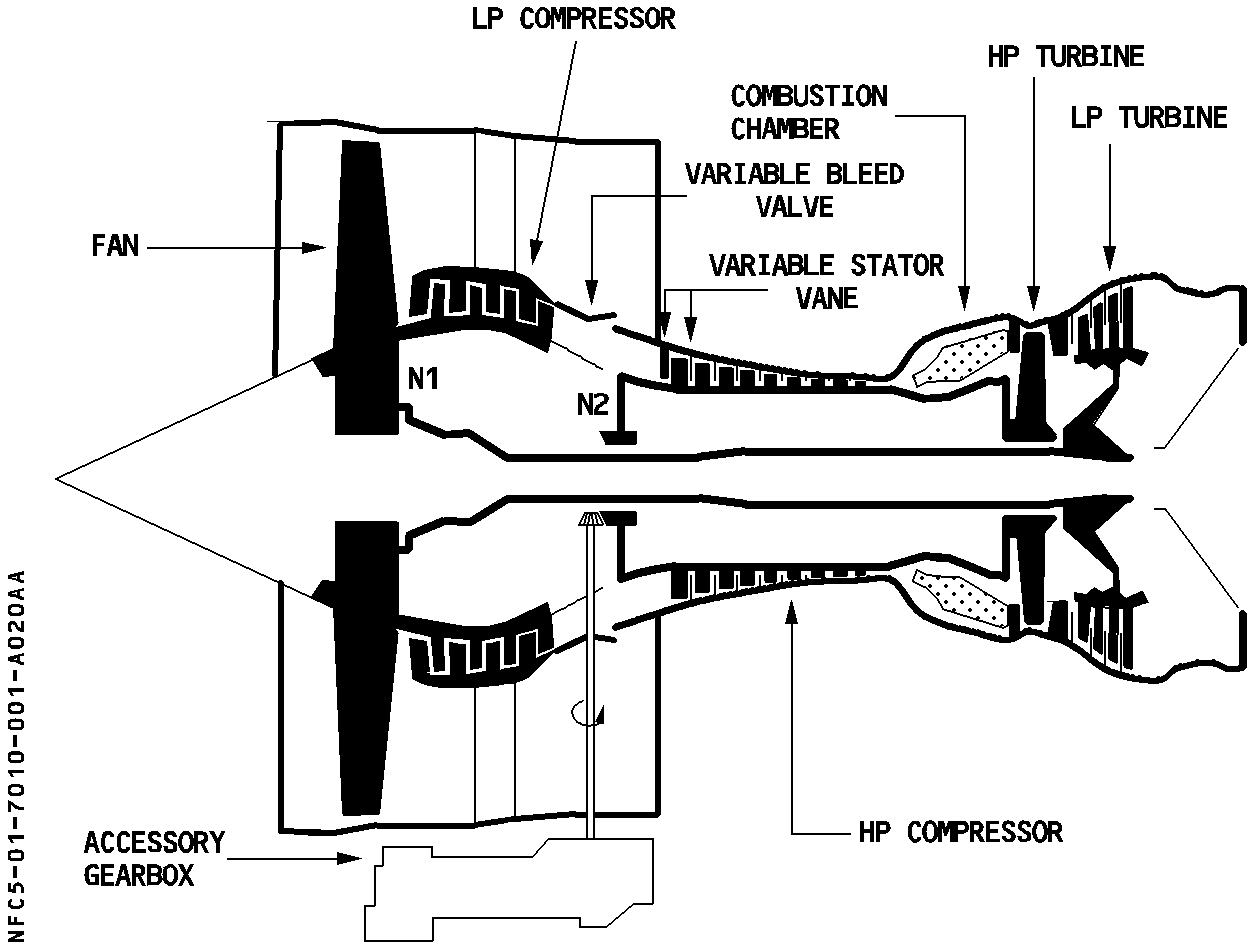 LP COMPRESSOR
HP TURBINE
COMBUSTION
CHAMBER
LP TURBINE
VARIABLE BLEED
VALVE
FAN
VARIABLE STATOR
VANE
N1
N2
ACCESSORY
GEARBOX
HP COMPRESSOR
NFC5-01-7010-001-A020AA